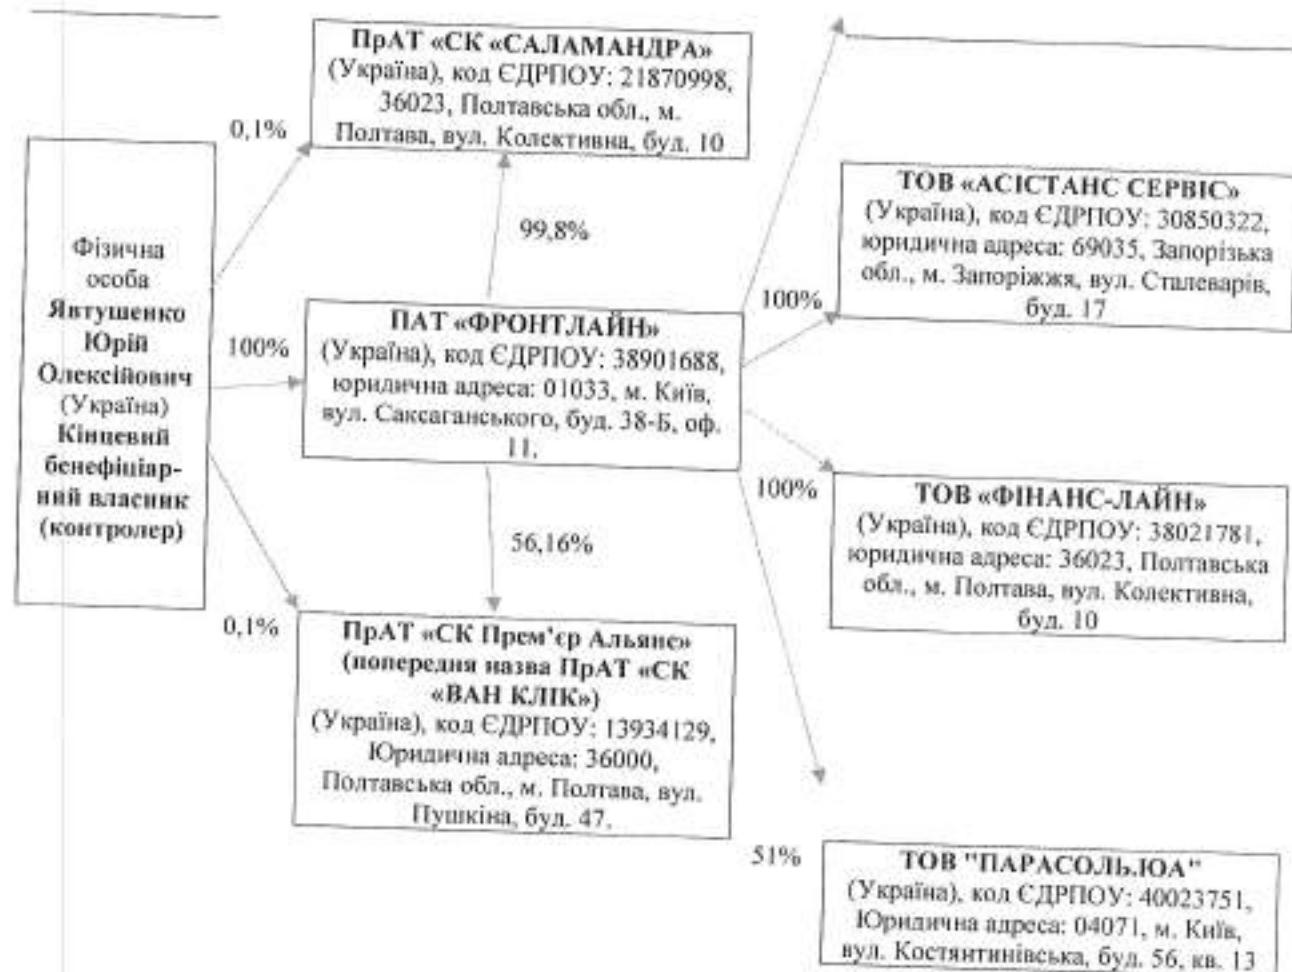 ПрАТ «СК «САЛАМАНДРА»
(Україна), код ЄДРПОУ: 21870998,
36023, Полтавська обл., м.
Полтава, вул. Колективна, буд. 10
0,1%
99,8%
Фізична
особа
Явтушенко
Юрій
Олексійович
(Україна)
Кінцевий
бенефіціар-
ний власник
(контролер)
100%
ПАТ «ФРОНТЛАЙН»
(Україна), код ЄДРПОУ: 38901688,
юридична адреса: 01033, м. Київ,
вул. Саксаганського, буд. 38-Б, оф.
11.
56,16%
0,1%
ПрАТ «СК Прем’єр Альянс»
(попередня назва ПрАТ «СК
«ВАН КЛІК»)
(Україна), код ЄДРПОУ: 13934129,
Юридична адреса: 36000,
Полтавська обл., м. Полтава, вул.
Пушкіна, буд. 47.
100%
ТОВ «АСІСТАНС СЕРВІС»
(Україна), код ЄДРПОУ: 30850322,
юридична адреса: 69035, Запорізька
обл., м. Запоріжжя, вул. Сталеварів,
буд. 17
100%
ТОВ «ФІНАНС-ЛАЙН»
(Україна), код ЄДРПОУ: 38021781,
юридична адреса: 36023, Полтавська
обл., м. Полтава, вул. Колективна,
буд. 10
51%
ТОВ "ПАРАСОЛЬ.ЮА"
(Україна), код ЄДРПОУ: 40023751,
Юридична адреса: 04071, м. Київ,
вул. Костянтинівська, буд. 56, кв. 13